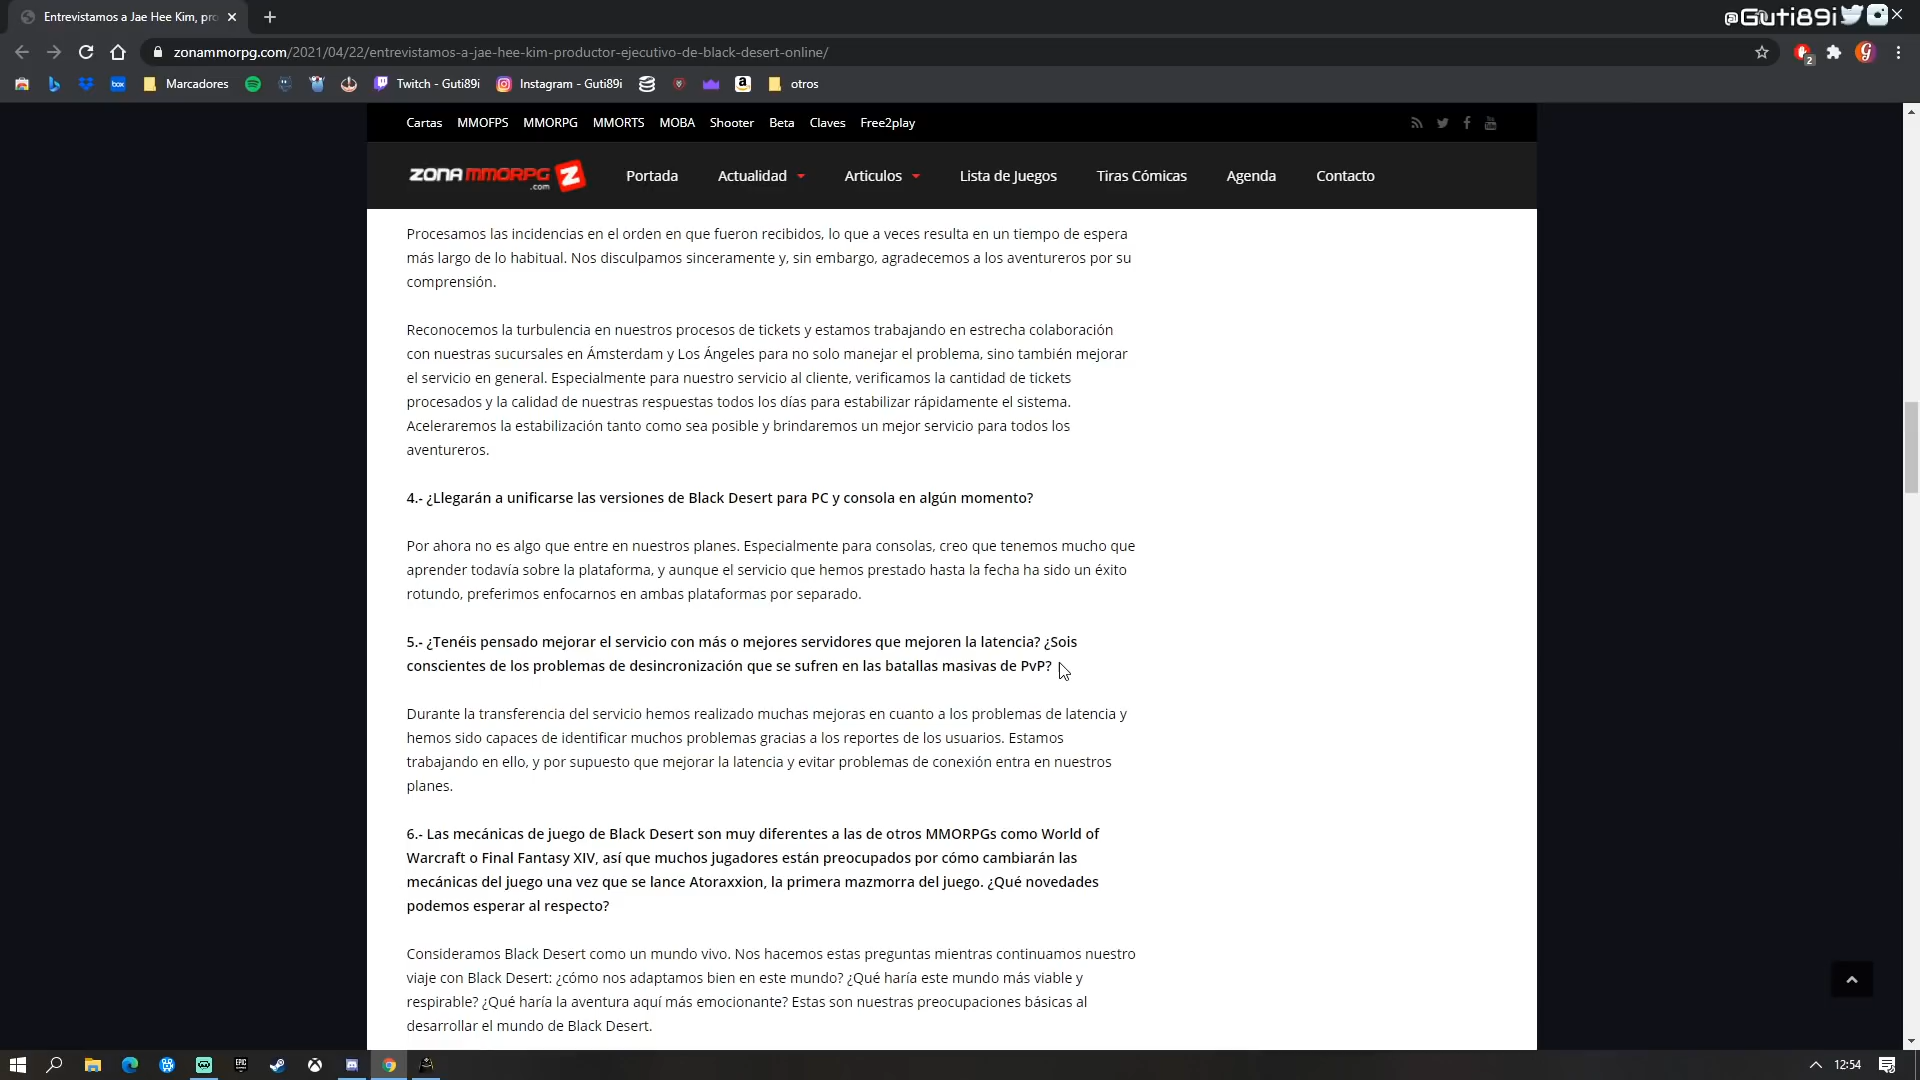 Entrevistamos a Jae Hee Kim, pro
@Guti89i
zonammorpg.com/2021/04/22/entrevistamos-a-jae-hee-kim-productor-ejecutivo-de-black-desert-online/
2
Marcadores
Twitch - Guti89i
Instagram - Guti89i
otros
Cartas MMOFPS MMORPG MMORTS MOBA Shooter Beta Claves Free2play
ZONA MMORPG .com Z
Portada Actualidad Articulos Lista de Juegos Tiras Cómicas Agenda Contacto
Procesamos las incidencias en el orden en que fueron recibidos, lo que a veces resulta en un tiempo de espera
más largo de lo habitual. Nos disculpamos sinceramente y, sin embargo, agradecemos a los aventureros por su
comprensión.
Reconocemos la turbulencia en nuestros procesos de tickets y estamos trabajando en estrecha colaboración
con nuestras sucursales en Ámsterdam y Los Ángeles para no solo manejar el problema, sino también mejorar
el servicio en general. Especialmente para nuestro servicio al cliente, verificamos la cantidad de tickets
procesados y la calidad de nuestras respuestas todos los días para estabilizar rápidamente el sistema.
Aceleraremos la estabilización tanto como sea posible y brindaremos un mejor servicio para todos los
aventureros.
4.- ¿Llegarán a unificarse las versiones de Black Desert para PC y consola en algún momento?
Por ahora no es algo que entre en nuestros planes. Especialmente para consolas, creo que tenemos mucho que
aprender todavía sobre la plataforma, y aunque el servicio que hemos prestado hasta la fecha ha sido un éxito
rotundo, preferimos enfocarnos en ambas plataformas por separado.
5.- ¿Tenéis pensado mejorar el servicio con más o mejores servidores que mejoren la latencia? ¿Sois
conscientes de los problemas de desincronización que se sufren en las batallas masivas de PvP?
Durante la transferencia del servicio hemos realizado muchas mejoras en cuanto a los problemas de latencia y
hemos sido capaces de identificar muchos problemas gracias a los reportes de los usuarios. Estamos
trabajando en ello, y por supuesto que mejorar la latencia y evitar problemas de conexión entra en nuestros
planes.
6.- Las mecánicas de juego de Black Desert son muy diferentes a las de otros MMORPGs como World of
Warcraft o Final Fantasy XIV, así que muchos jugadores están preocupados por cómo cambiarán las
mecánicas del juego una vez que se lance Atoraxxion, la primera mazmorra del juego. ¿Qué novedades
podemos esperar al respecto?
Consideramos Black Desert como un mundo vivo. Nos hacemos estas preguntas mientras continuamos nuestro
viaje con Black Desert: ¿cómo nos adaptamos bien en este mundo? ¿Qué haría este mundo más viable y
respirable? ¿Qué haría la aventura aquí más emocionante? Estas son nuestras preocupaciones básicas al
desarrollar el mundo de Black Desert.
12:54